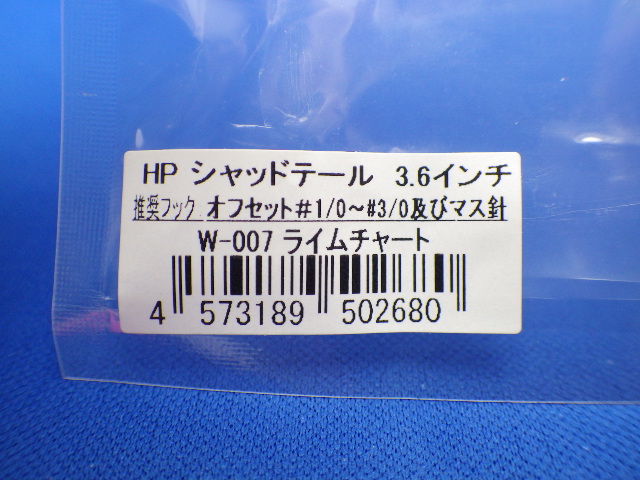 HP シャッドテール 3.6インチ
推奨フック オフセット#1/0～#3/0及びマス針
W-007 ライムチャート
4 573189 502680